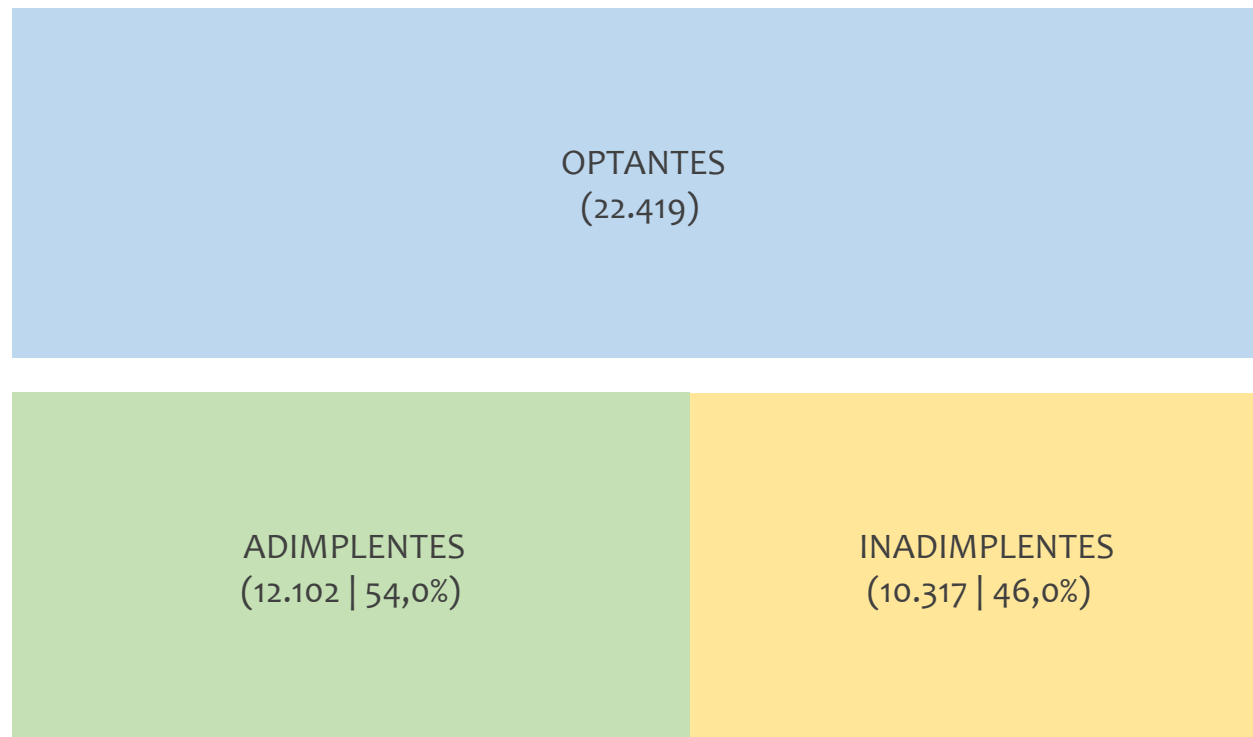 OPTANTES
(22.419)
ADIMPLENTES
(12.102 | 54,0%)
INADIMPLENTES
(10.317 | 46,0%)